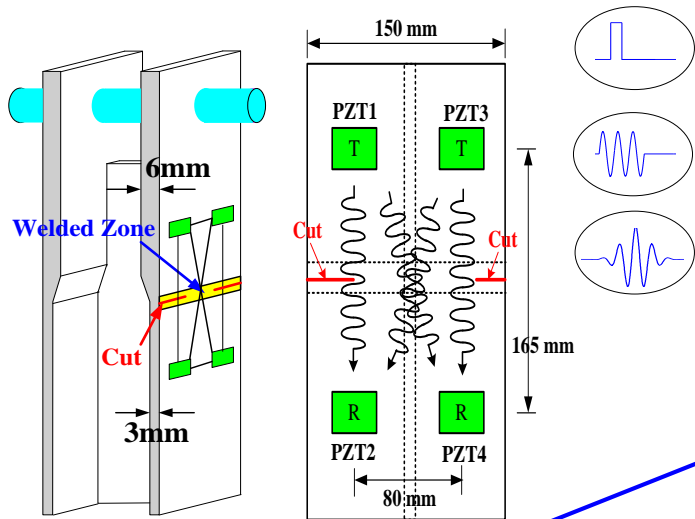 6mm
Welded Zone
Cut
3mm
150 mm
PZT1
PZT3
T
T
Cut
Cut
165 mm
R
R
PZT2
PZT4
80 mm